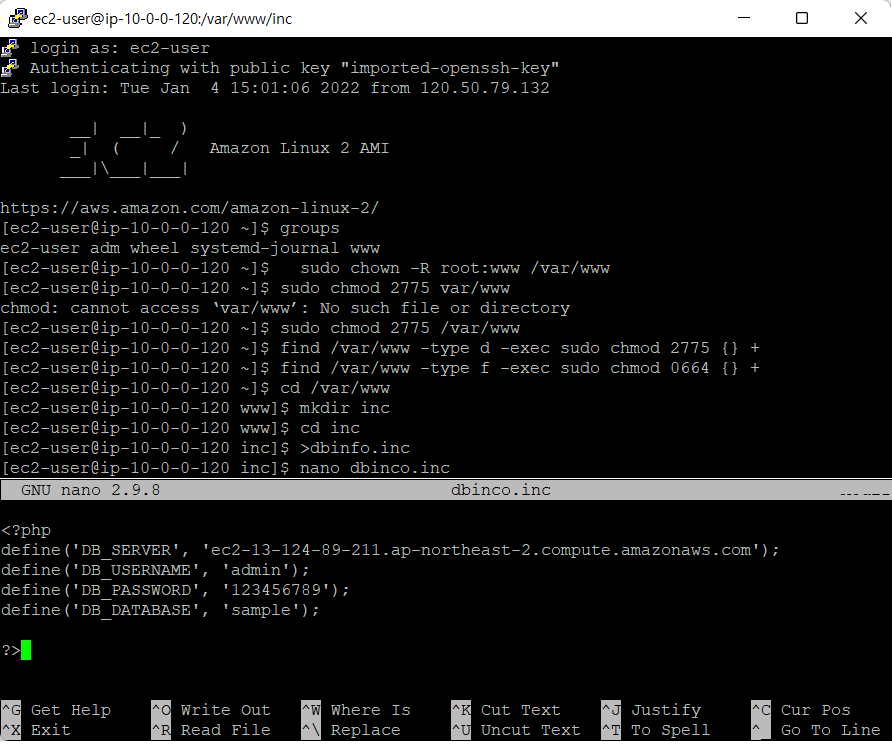 ec2-user@ip-10-0-0-120:/var/www/inc
login as: ec2-user
Authenticating with public key "imported-openssh-key"
Last login: Tue Jan  4 15:01:06 2022 from 120.50.79.132
       __|  __|_  )
       _|  (     /   Amazon Linux 2 AMI
      ___|\___|___|
https://aws.amazon.com/amazon-linux-2/
[ec2-user@ip-10-0-0-120 ~]$ groups
ec2-user adm wheel systemd-journal www
[ec2-user@ip-10-0-0-120 ~]$   sudo chown -R root:www /var/www
[ec2-user@ip-10-0-0-120 ~]$ sudo chmod 2775 var/www
chmod: cannot access ‘var/www’: No such file or directory
[ec2-user@ip-10-0-0-120 ~]$ sudo chmod 2775 /var/www
[ec2-user@ip-10-0-0-120 ~]$ find /var/www -type d -exec sudo chmod 2775 {} +
[ec2-user@ip-10-0-0-120 ~]$ find /var/www -type f -exec sudo chmod 0664 {} +
[ec2-user@ip-10-0-0-120 ~]$ cd /var/www
[ec2-user@ip-10-0-0-120 www]$ mkdir inc
[ec2-user@ip-10-0-0-120 www]$ cd inc
[ec2-user@ip-10-0-0-120 inc]$ >dbinfo.inc
[ec2-user@ip-10-0-0-120 inc]$ nano dbinco.inc
GNU nano 2.9.8 dbinco.inc
<?php
define('DB_SERVER', 'ec2-13-124-89-211.ap-northeast-2.compute.amazonaws.com');
define('DB_USERNAME', 'admin');
define('DB_PASSWORD', '123456789');
define('DB_DATABASE', 'sample');
?>
^G Get Help ^O Write Out ^W Where Is ^K Cut Text ^J Justify ^C Cur Pos
^X Exit ^R Read File ^\ Replace ^U Uncut Text ^T To Spell ^_ Go To Line